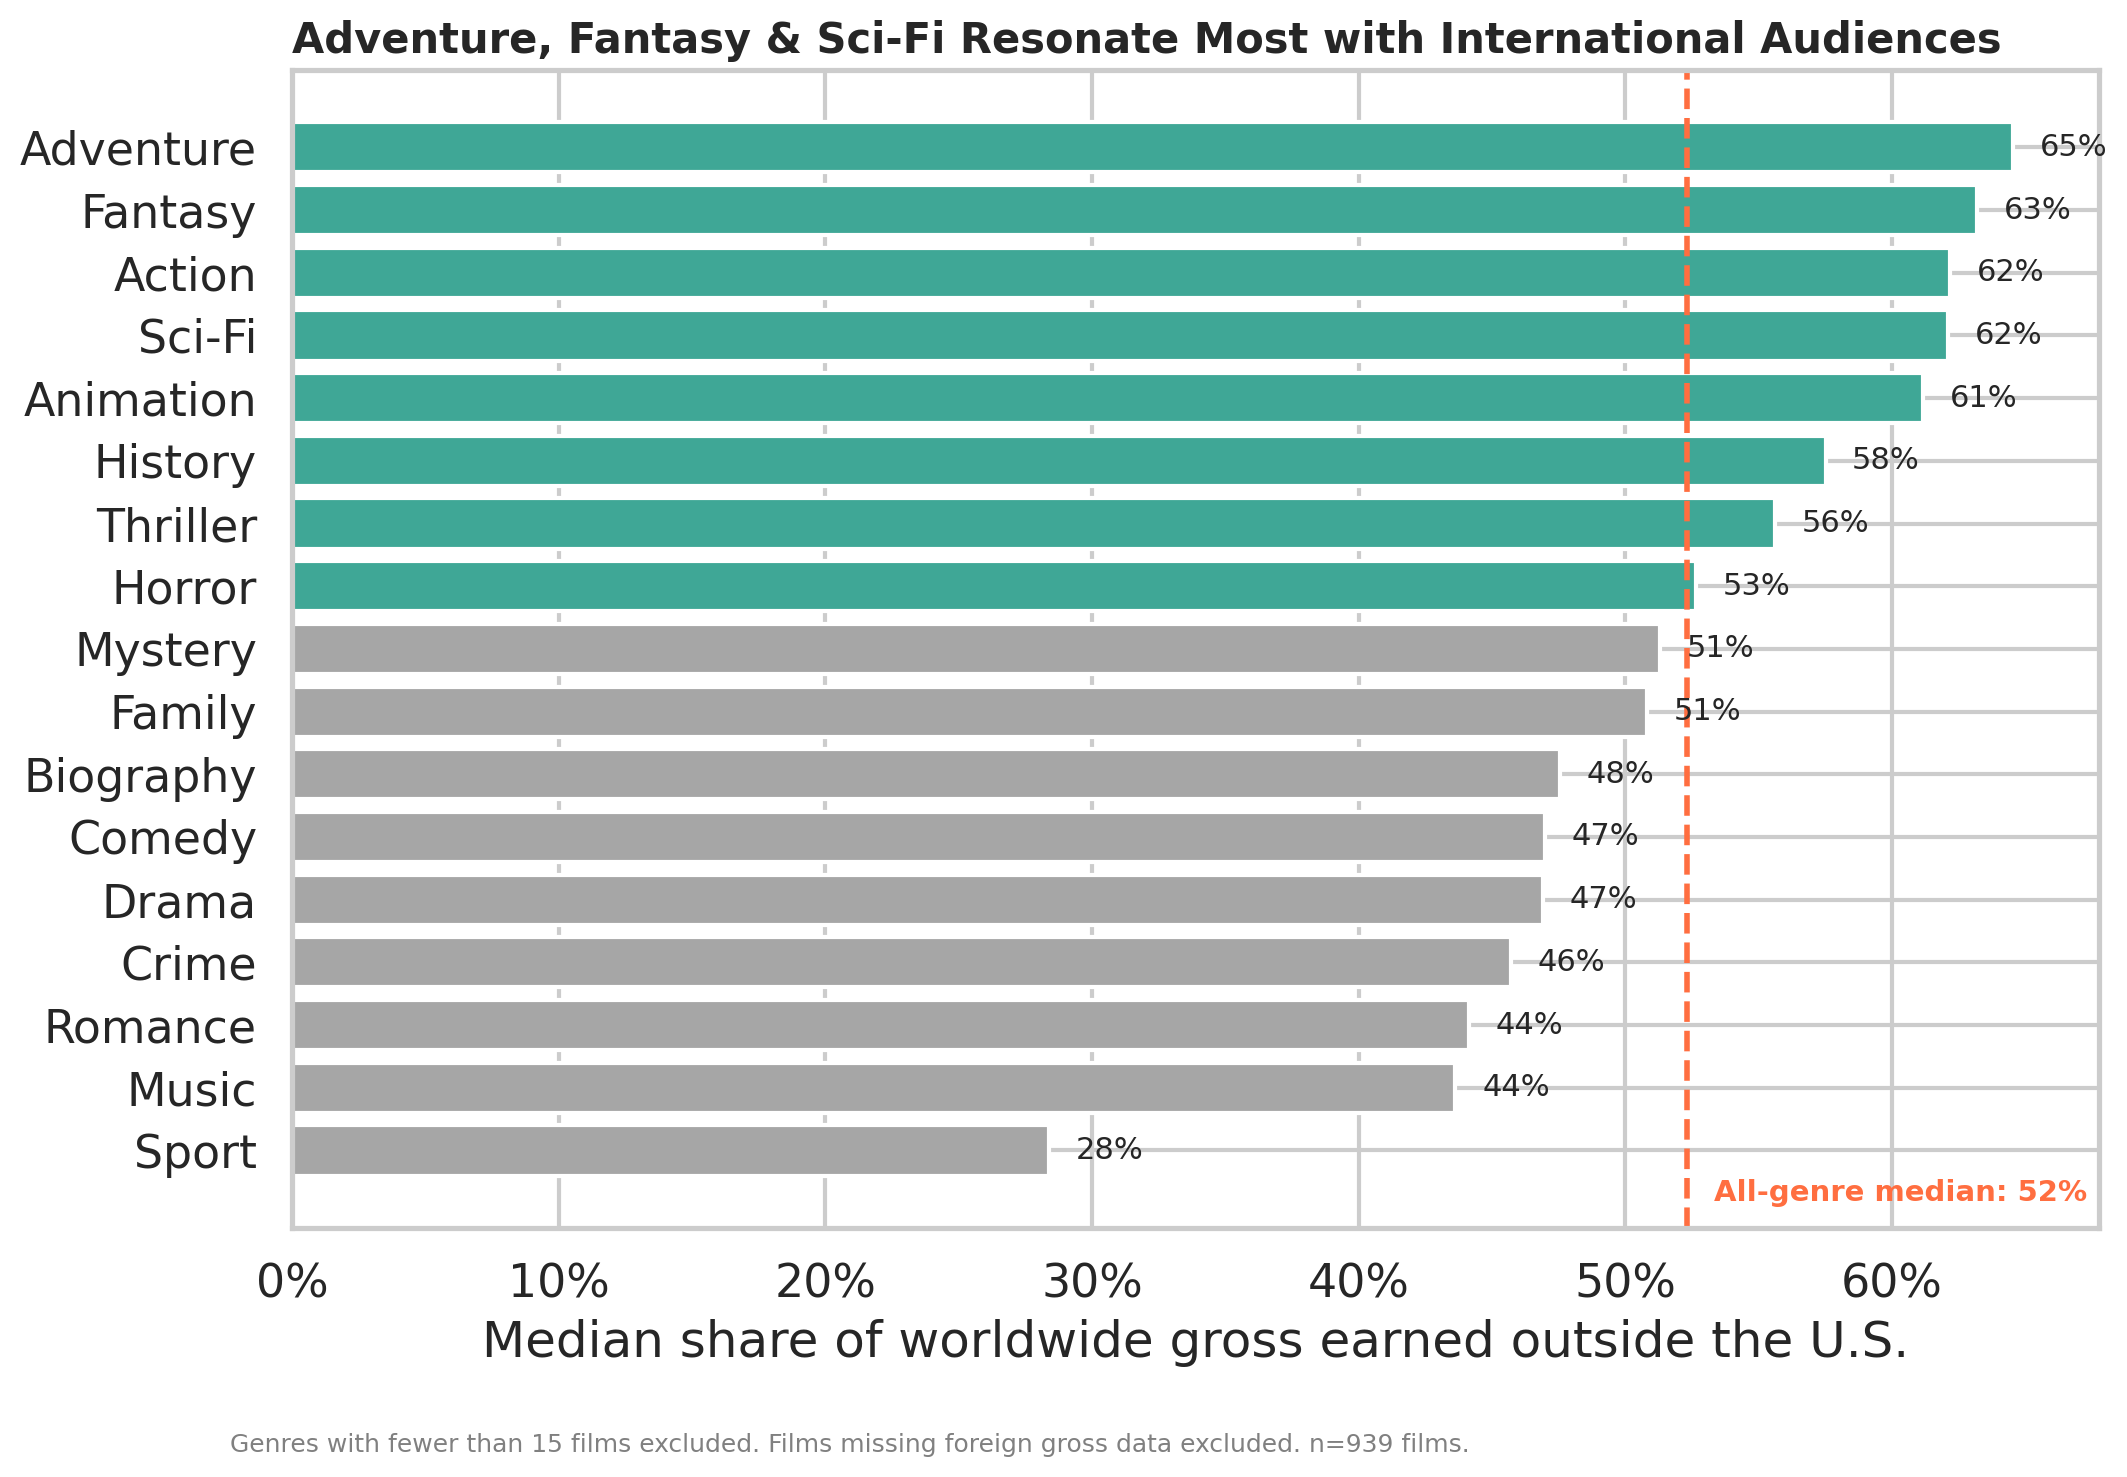 Adventure, Fantasy & Sci-Fi Resonate Most with International Audiences
Adventure 65%
Fantasy 63%
Action 62%
Sci-Fi 62%
Animation 61%
History 58%
Thriller 56%
Horror 53%
Mystery 51%
Family 51%
Biography 48%
Comedy 47%
Drama 47%
Crime 46%
Romance 44%
Music 44%
Sport 28%
All-genre median: 52%
0% 10% 20% 30% 40% 50% 60%
Median share of worldwide gross earned outside the U.S.
Genres with fewer than 15 films excluded. Films missing foreign gross data excluded. n=939 films.